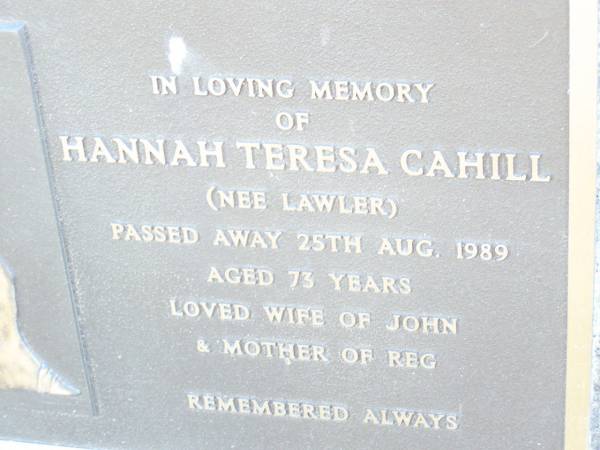 IN LOVING MEMORY
OF
HANNAH TERESA CAHILL
(NEE LAWLER)
PASSED AWAY 25TH AUG. 1989
AGED 73 YEARS
LOVED WIFE OF JOHN
& MOTHER OF REG
REMEMBERED ALWAYS